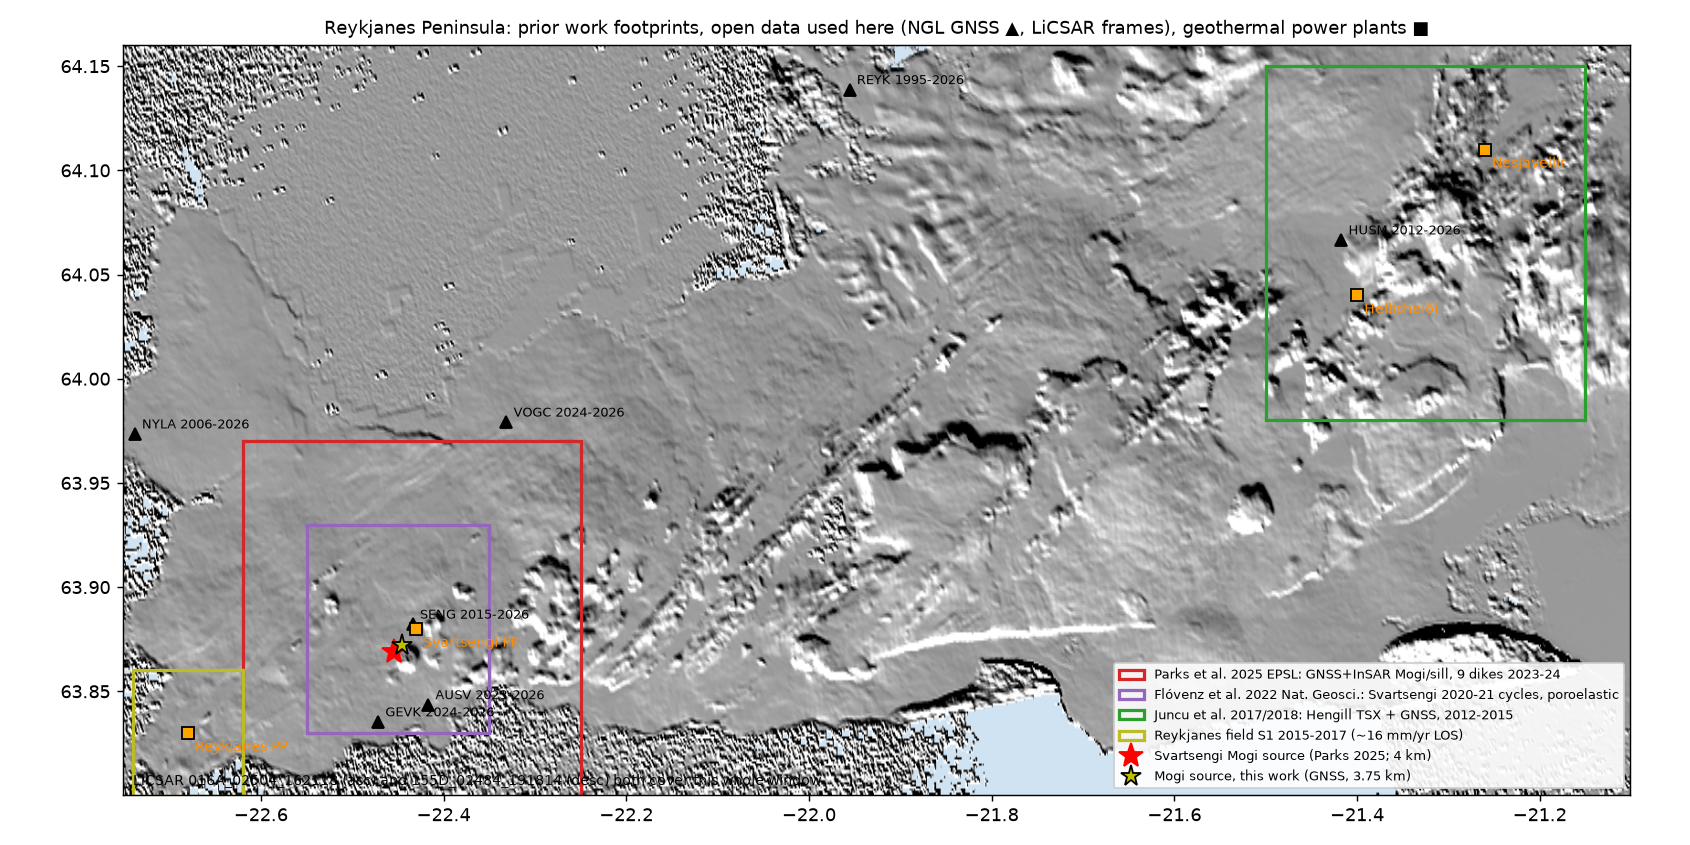 Reykjanes Peninsula: prior work footprints, open data used here (NGL GNSS ▲, LiCSAR frames), geothermal power plants ■
64.15
64.10
64.05
64.00
63.95
63.90
63.85
REYK 1995-2026
Nesjavellir
HUSM 2012-2026
Hellisheiði
VOGC 2024-2026
NYLA 2006-2026
SENG 2015-2026
Svartsengi PP
AUSV 2023-2026
GEVK 2024-2026
Reykjanes PP
(asc) and 155D_02484_191814 (desc) both cover this whole window
Parks et al. 2025 EPSL: GNSS+InSAR Mogi/sill, 9 dikes 2023-24
Flóvenz et al. 2022 Nat. Geosci.: Svartsengi 2020-21 cycles, poroelastic
Juncu et al. 2017/2018: Hengill TSX + GNSS, 2012-2015
Reykjanes field S1 2015-2017 (~16 mm/yr LOS)
Svartsengi Mogi source (Parks 2025; 4 km)
Mogi source, this work (GNSS, 3.75 km)
−22.6
−22.4
−22.2
−22.0
−21.8
−21.6
−21.4
−21.2